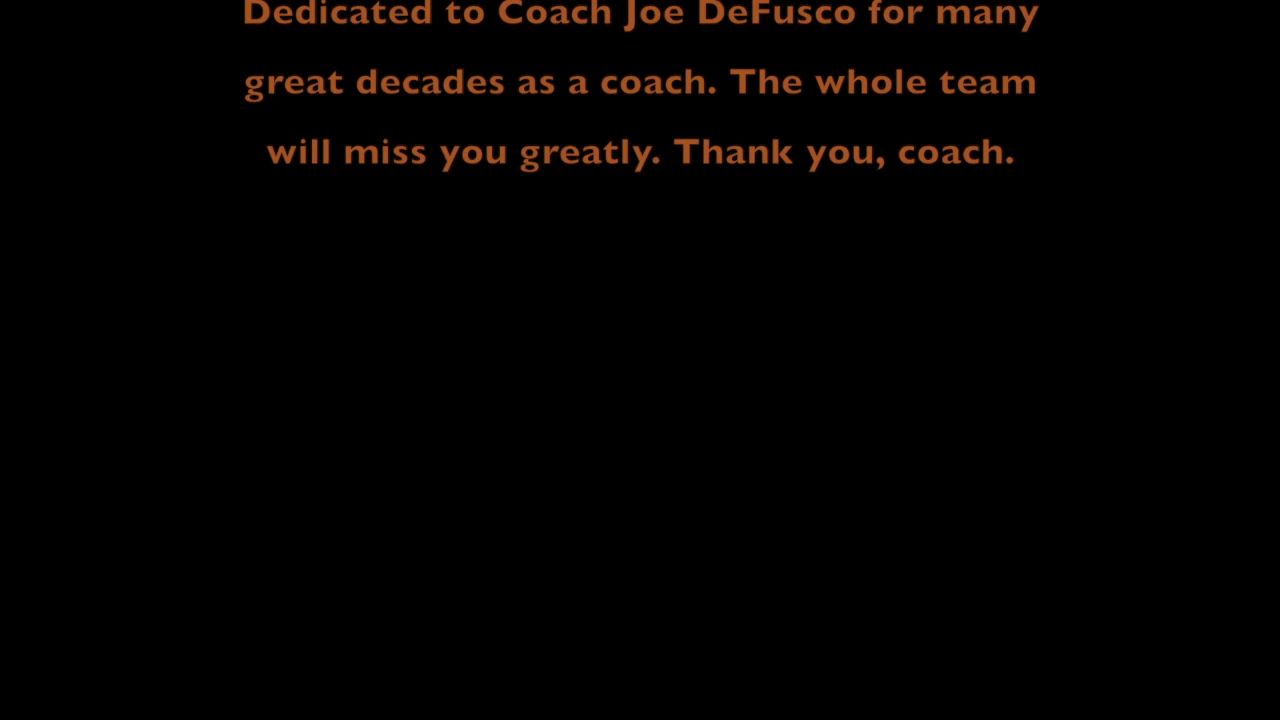 Dedicated to Coach Joe DeFusco for many
great decades as a coach. The whole team
will miss you greatly. Thank you, coach.